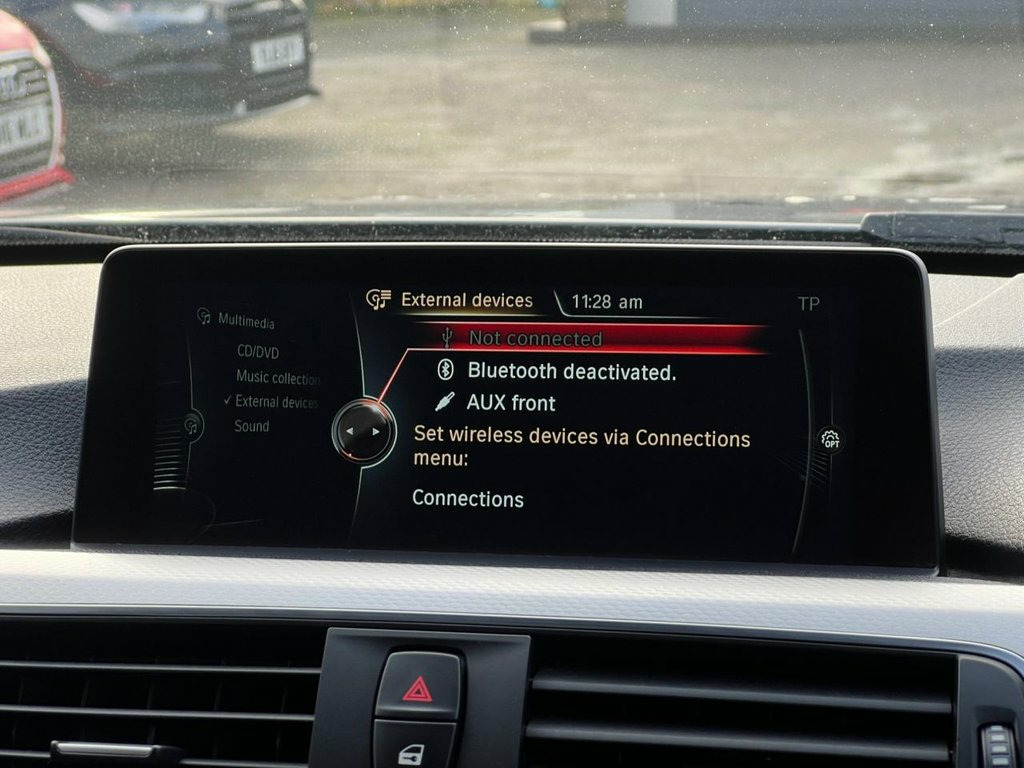 External devices
11:28 am
TP
Multimedia
CD/DVD
Music collection
External devices
Sound
Not connected
Bluetooth deactivated.
AUX front
Set wireless devices via Connections
menu:
Connections
OPT